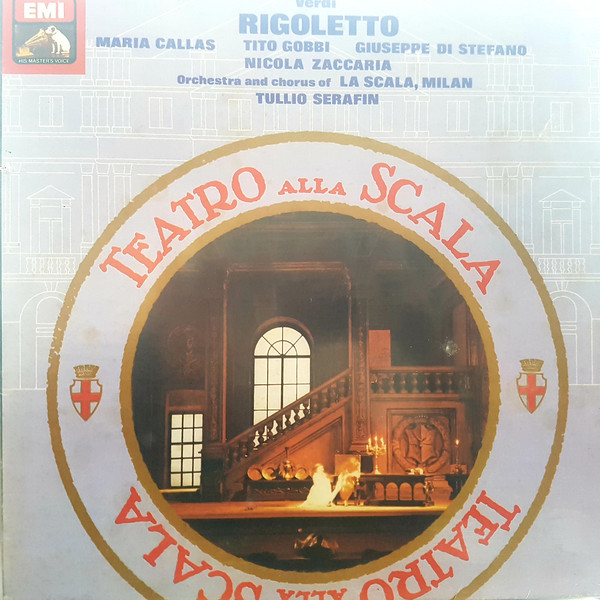 EMI
HIS MASTER'S VOICE
Verdi
RIGOLETTO
MARIA CALLAS TITO GOBBI GIUSEPPE DI STEFANO
NICOLA ZACCARIA
Orchestra and chorus of LA SCALA, MILAN
TULLIO SERAFIN
TEATRO ALLA SCALA
TEATRO ALLA SCALA